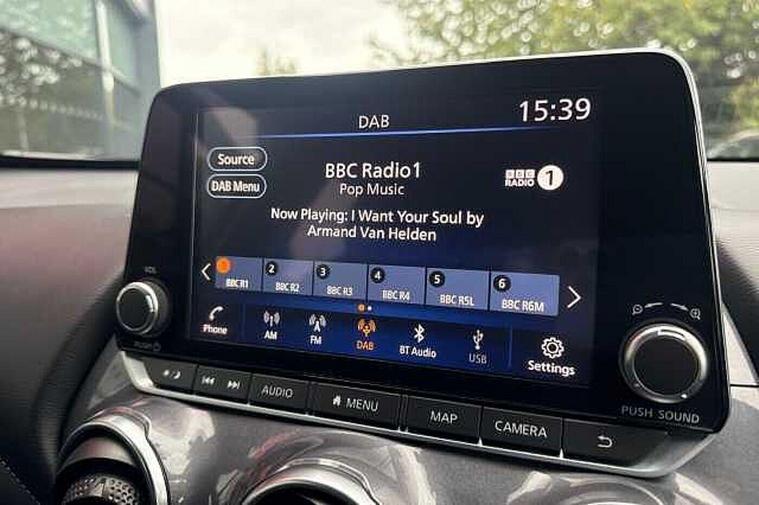 DAB
15:39
Source
DAB Menu
BBC Radio1
Pop Music
BBC
RADIO 1
Now Playing: I Want Your Soul by
Armand Van Helden
1 2 3 4 5 6
BBC R1 BBC R2 BBC R3 BBC R4 BBC R5L BBC R6M
Phone AM FM DAB BT Audio USB Settings
VOL
PUSH
PUSH SOUND
AUDIO MENU MAP CAMERA